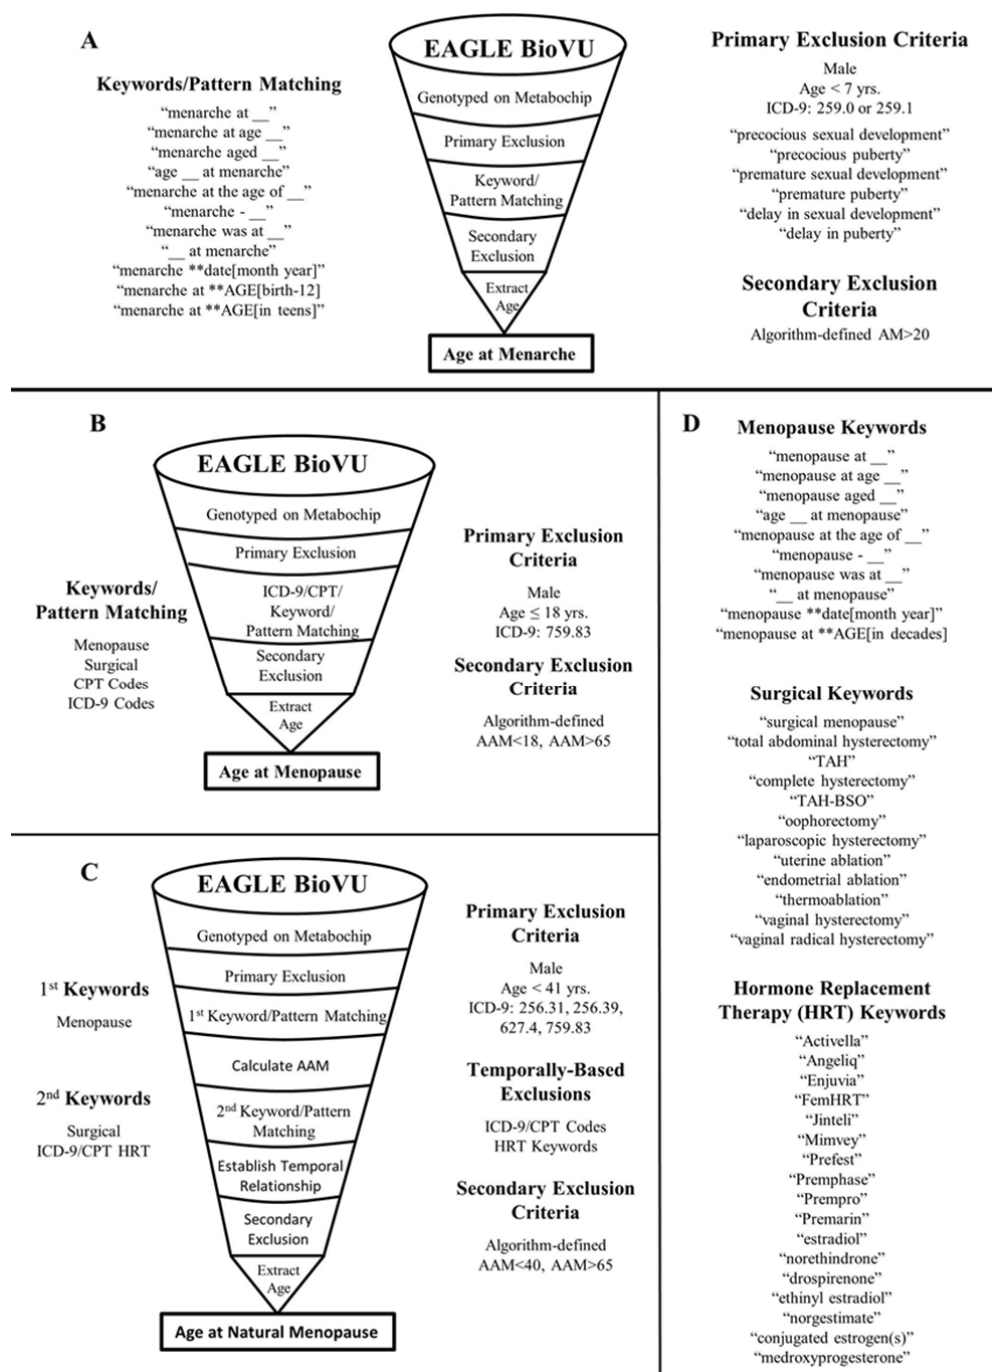 A
EAGLE BioVU
Genotyped on Metabochip
Primary Exclusion
Keyword/
Pattern Matching
Secondary
Exclusion
Extract
Age
Age at Menarche
Keywords/Pattern Matching
“menarche at __”
“menarche at age __”
“menarche aged __”
“age __ at menarche”
“menarche at the age of __”
“menarche - __”
“menarche was at __”
“__ at menarche”
“menarche **date[month year]”
“menarche at **AGE[birth-12]
“menarche at **AGE[in teens]”
Primary Exclusion Criteria
Male
Age < 7 yrs.
ICD-9: 259.0 or 259.1
“precocious sexual development”
“precocious puberty”
“premature sexual development”
“premature puberty”
“delay in sexual development”
“delay in puberty”
Secondary Exclusion
Criteria
Algorithm-defined AM>20
B
EAGLE BioVU
Genotyped on Metabochip
Primary Exclusion
ICD-9/CPT/
Keyword/
Pattern Matching
Secondary
Exclusion
Extract
Age
Age at Menopause
Keywords/
Pattern Matching
Menopause
Surgical
CPT Codes
ICD-9 Codes
Primary Exclusion
Criteria
Male
Age ≤ 18 yrs.
ICD-9: 759.83
Secondary Exclusion
Criteria
Algorithm-defined
AAM<18, AAM>65
C
EAGLE BioVU
Genotyped on Metabochip
Primary Exclusion
1st Keyword/Pattern Matching
Calculate AAM
2nd Keyword/Pattern
Matching
Establish Temporal
Relationship
Secondary
Exclusion
Extract
Age
Age at Natural Menopause
1st Keywords
Menopause
2nd Keywords
Surgical
ICD-9/CPT HRT
Primary Exclusion
Criteria
Male
Age < 41 yrs.
ICD-9: 256.31, 256.39,
627.4, 759.83
Temporally-Based
Exclusions
ICD-9/CPT Codes
HRT Keywords
Secondary Exclusion
Criteria
Algorithm-defined
AAM<40, AAM>65
D
Menopause Keywords
“menopause at __”
“menopause at age __”
“menopause aged __”
“age __ at menopause”
“menopause at the age of __”
“menopause - __”
“menopause was at __”
“__ at menopause”
“menopause **date[month year]”
“menopause at **AGE[in decades]
Surgical Keywords
“surgical menopause”
“total abdominal hysterectomy”
“TAH”
“complete hysterectomy”
“TAH-BSO”
“oophorectomy”
“laparoscopic hysterectomy”
“uterine ablation”
“endometrial ablation”
“thermoablation”
“vaginal hysterectomy”
“vaginal radical hysterectomy”
Hormone Replacement
Therapy (HRT) Keywords
“Activella”
“Angeliq”
“Enjuvia”
“FemHRT”
“Jinteli”
“Mimvey”
“Prefest”
“Premphase”
“Prempro”
“Premarin”
“estradiol”
“norethindrone”
“drospirenone”
“ethinyl estradiol”
“norgestimate”
“conjugated estrogen(s)”
“medroxyprogesterone”